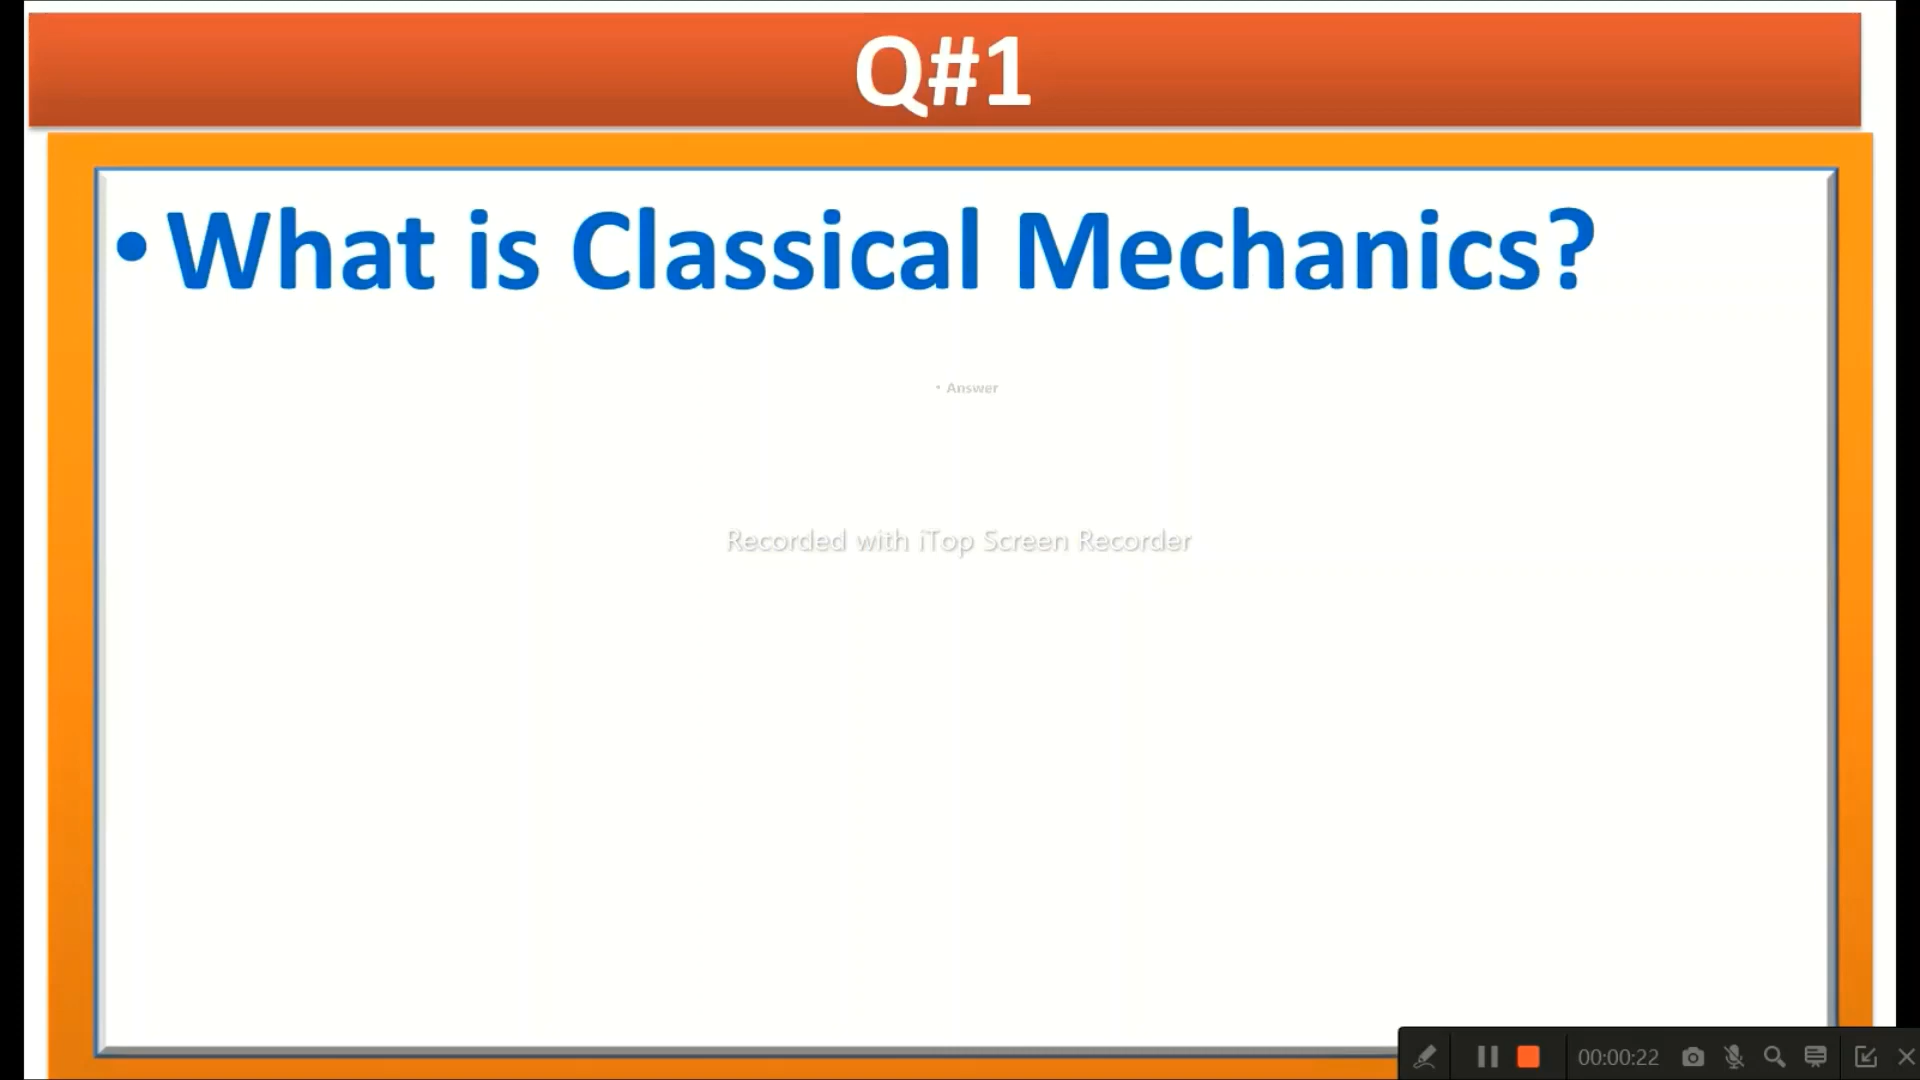 Q#1
• What is Classical Mechanics?
• Answer
Recorded with iTop Screen Recorder
00:00:22